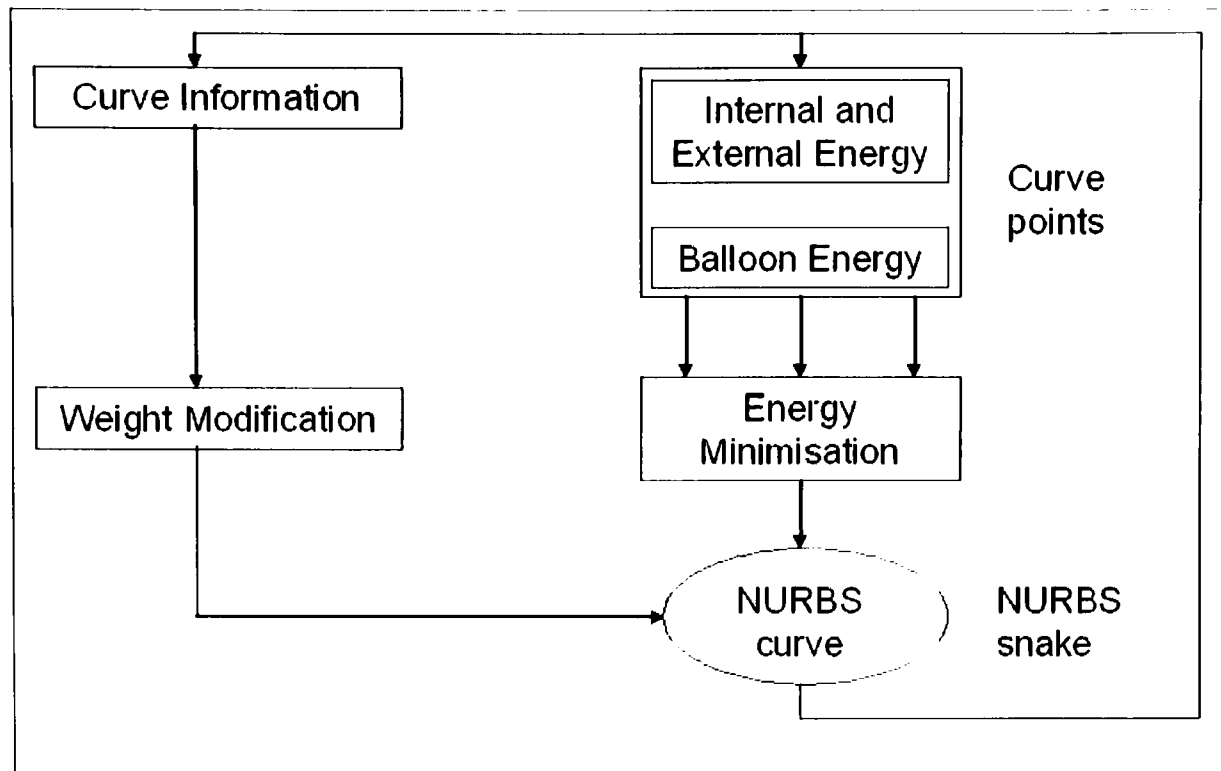 Curve Information
Internal and
External Energy
Curve
points
Balloon Energy
Weight Modification
Energy
Minimisation
NURBS
curve
NURBS
snake